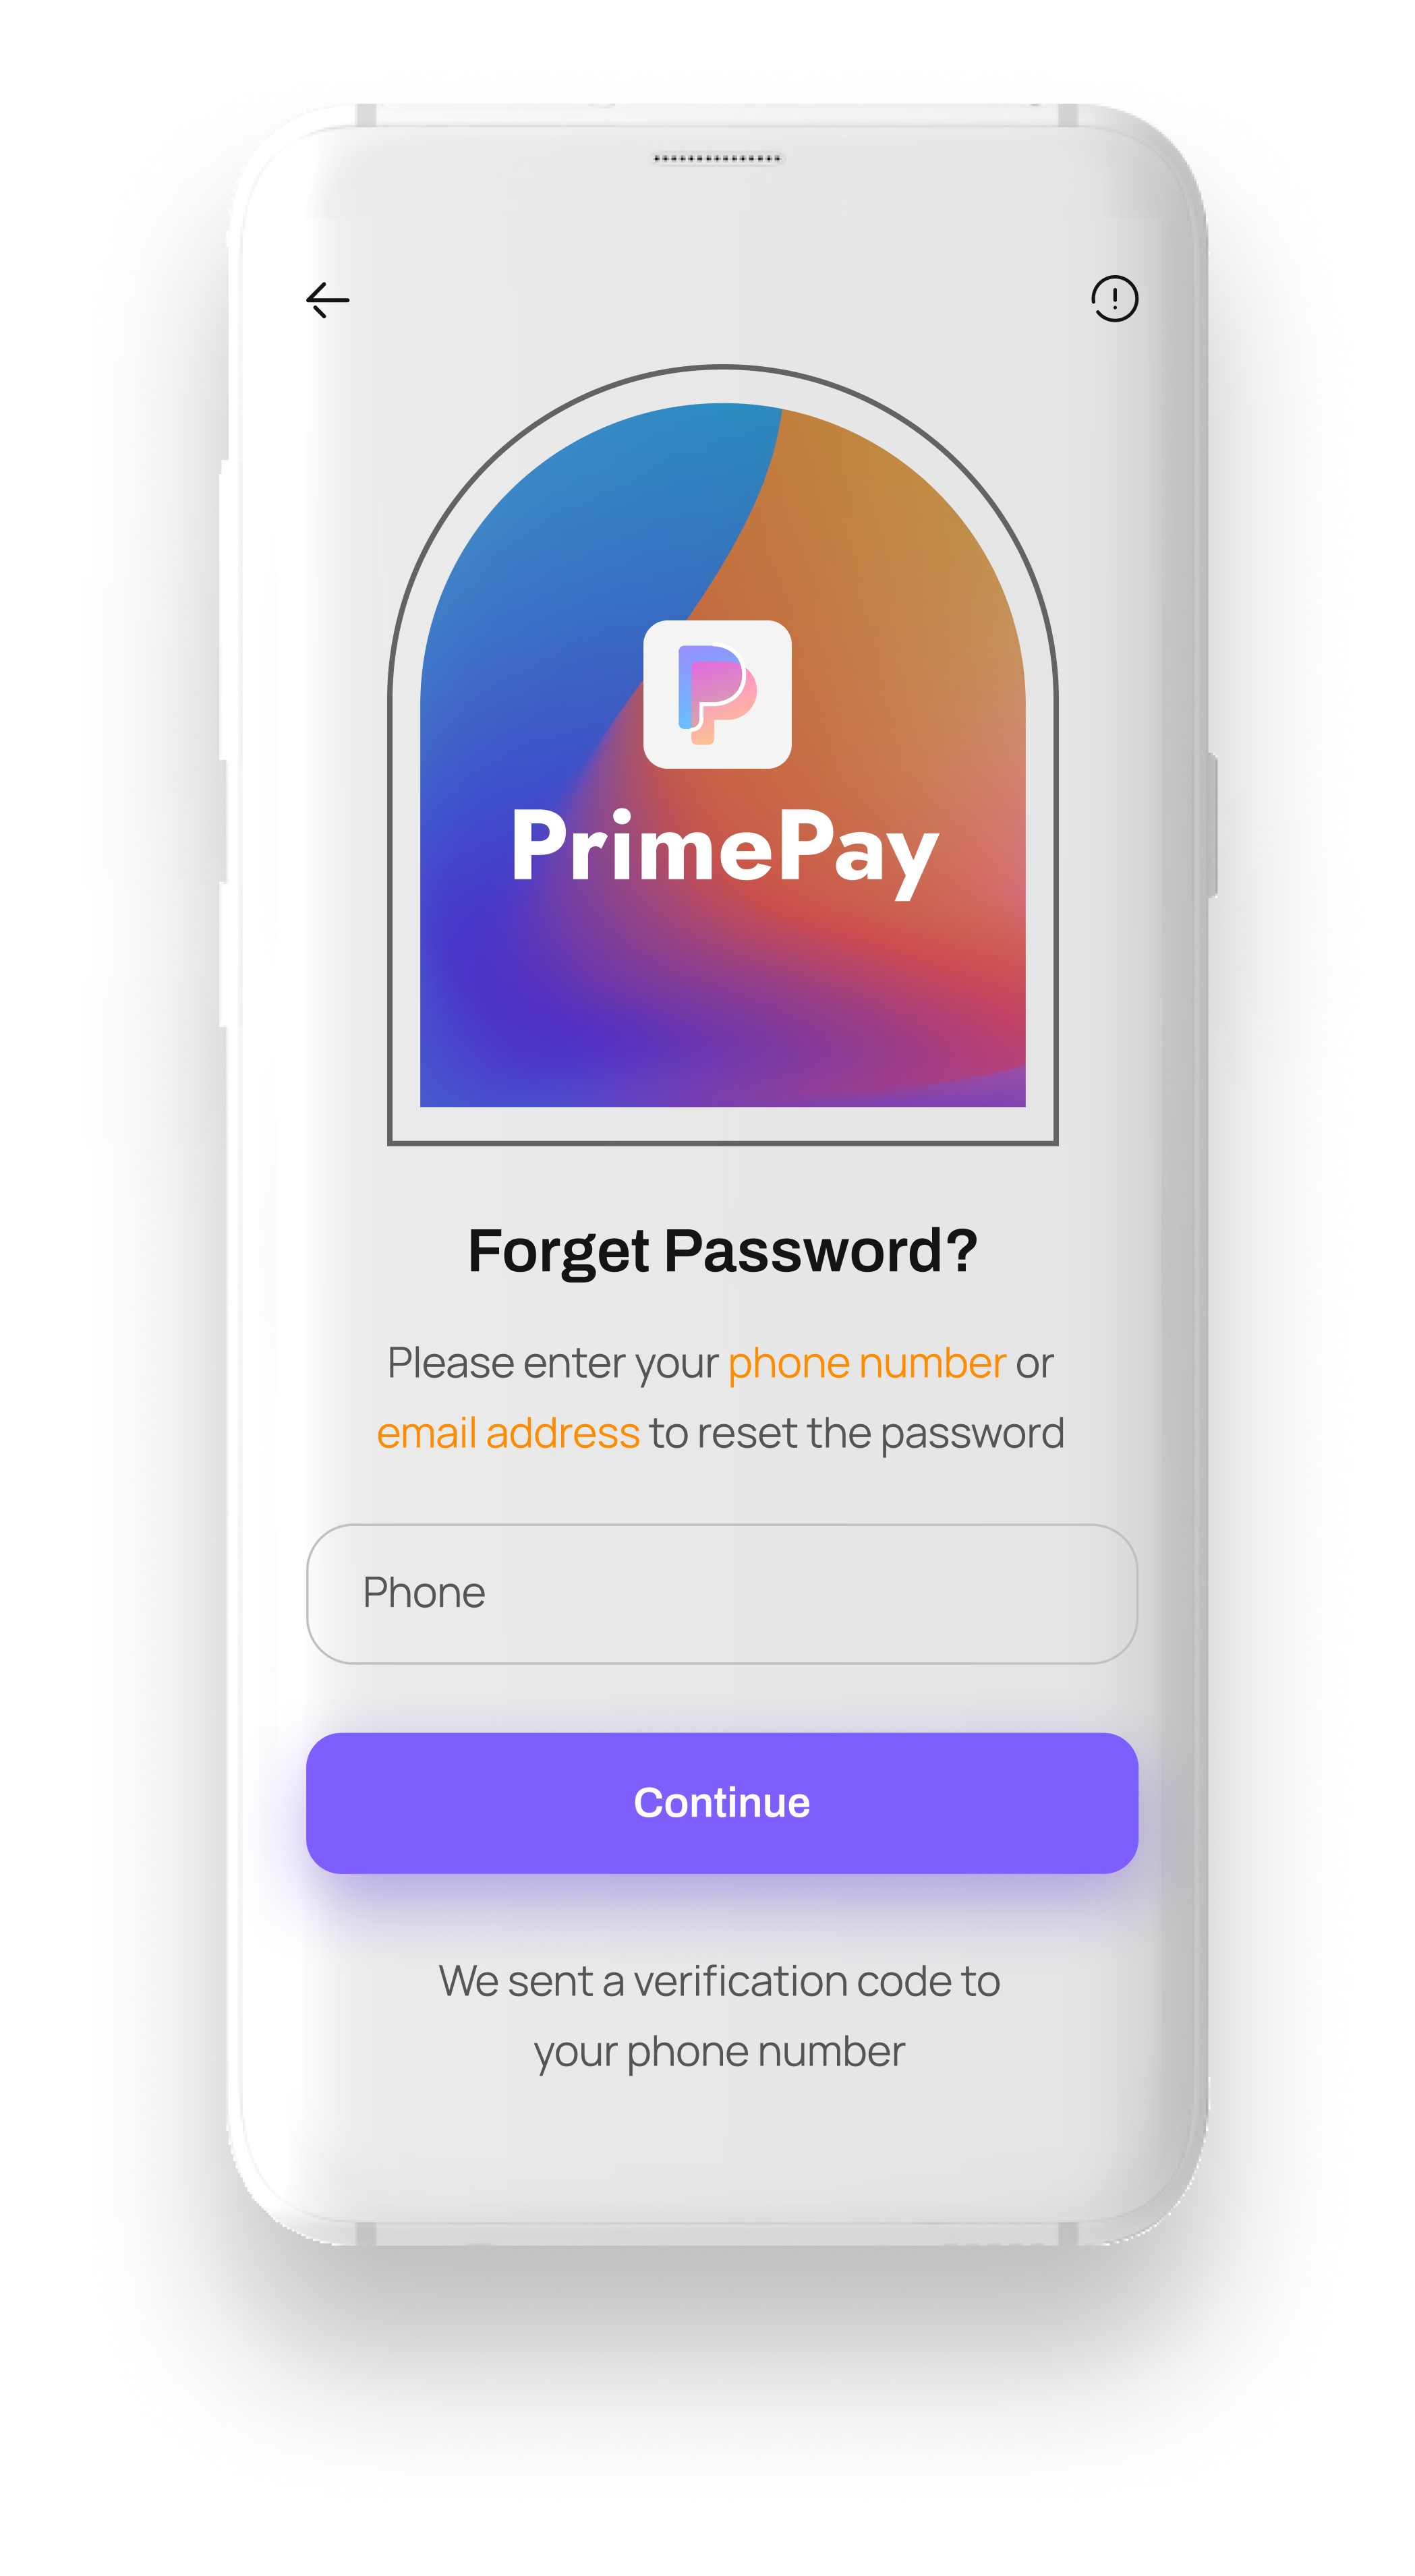 PrimePay
Forget Password?
Please enter your phone number or
email address to reset the password
Phone
Continue
We sent a verification code to
your phone number